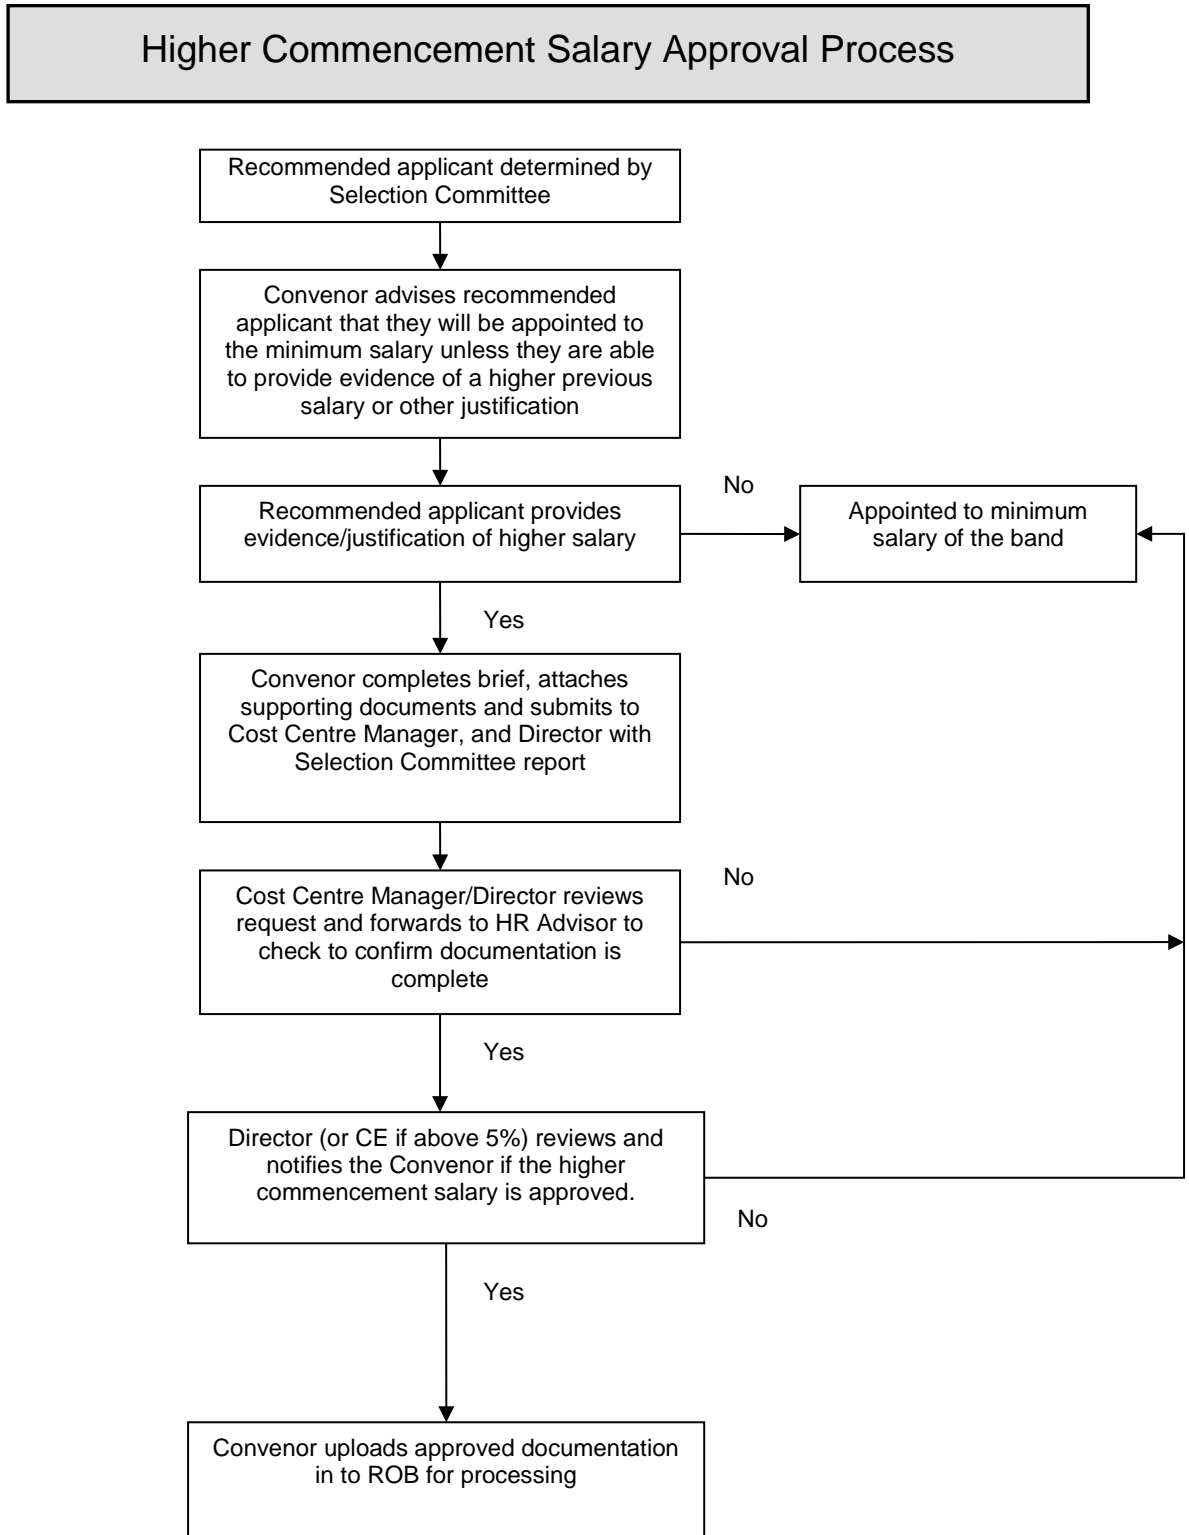 Higher Commencement Salary Approval Process
Recommended applicant determined by
Selection Committee
Convenor advises recommended
applicant that they will be appointed to
the minimum salary unless they are able
to provide evidence of a higher previous
salary or other justification
Recommended applicant provides
evidence/justification of higher salary
No
Appointed to minimum
salary of the band
Yes
Convenor completes brief, attaches
supporting documents and submits to
Cost Centre Manager, and Director with
Selection Committee report
Cost Centre Manager/Director reviews
request and forwards to HR Advisor to
check to confirm documentation is
complete
No
Yes
Director (or CE if above 5%) reviews and
notifies the Convenor if the higher
commencement salary is approved.
No
Yes
Convenor uploads approved documentation
in to ROB for processing